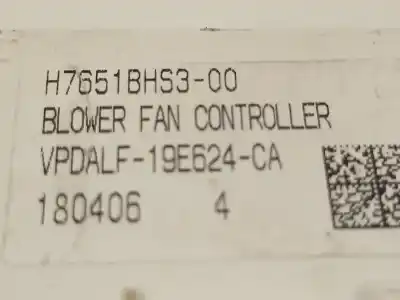 H7651BHS3-00
BLOWER FAN CONTROLLER
VPDALF-19E624-CA
180406 4